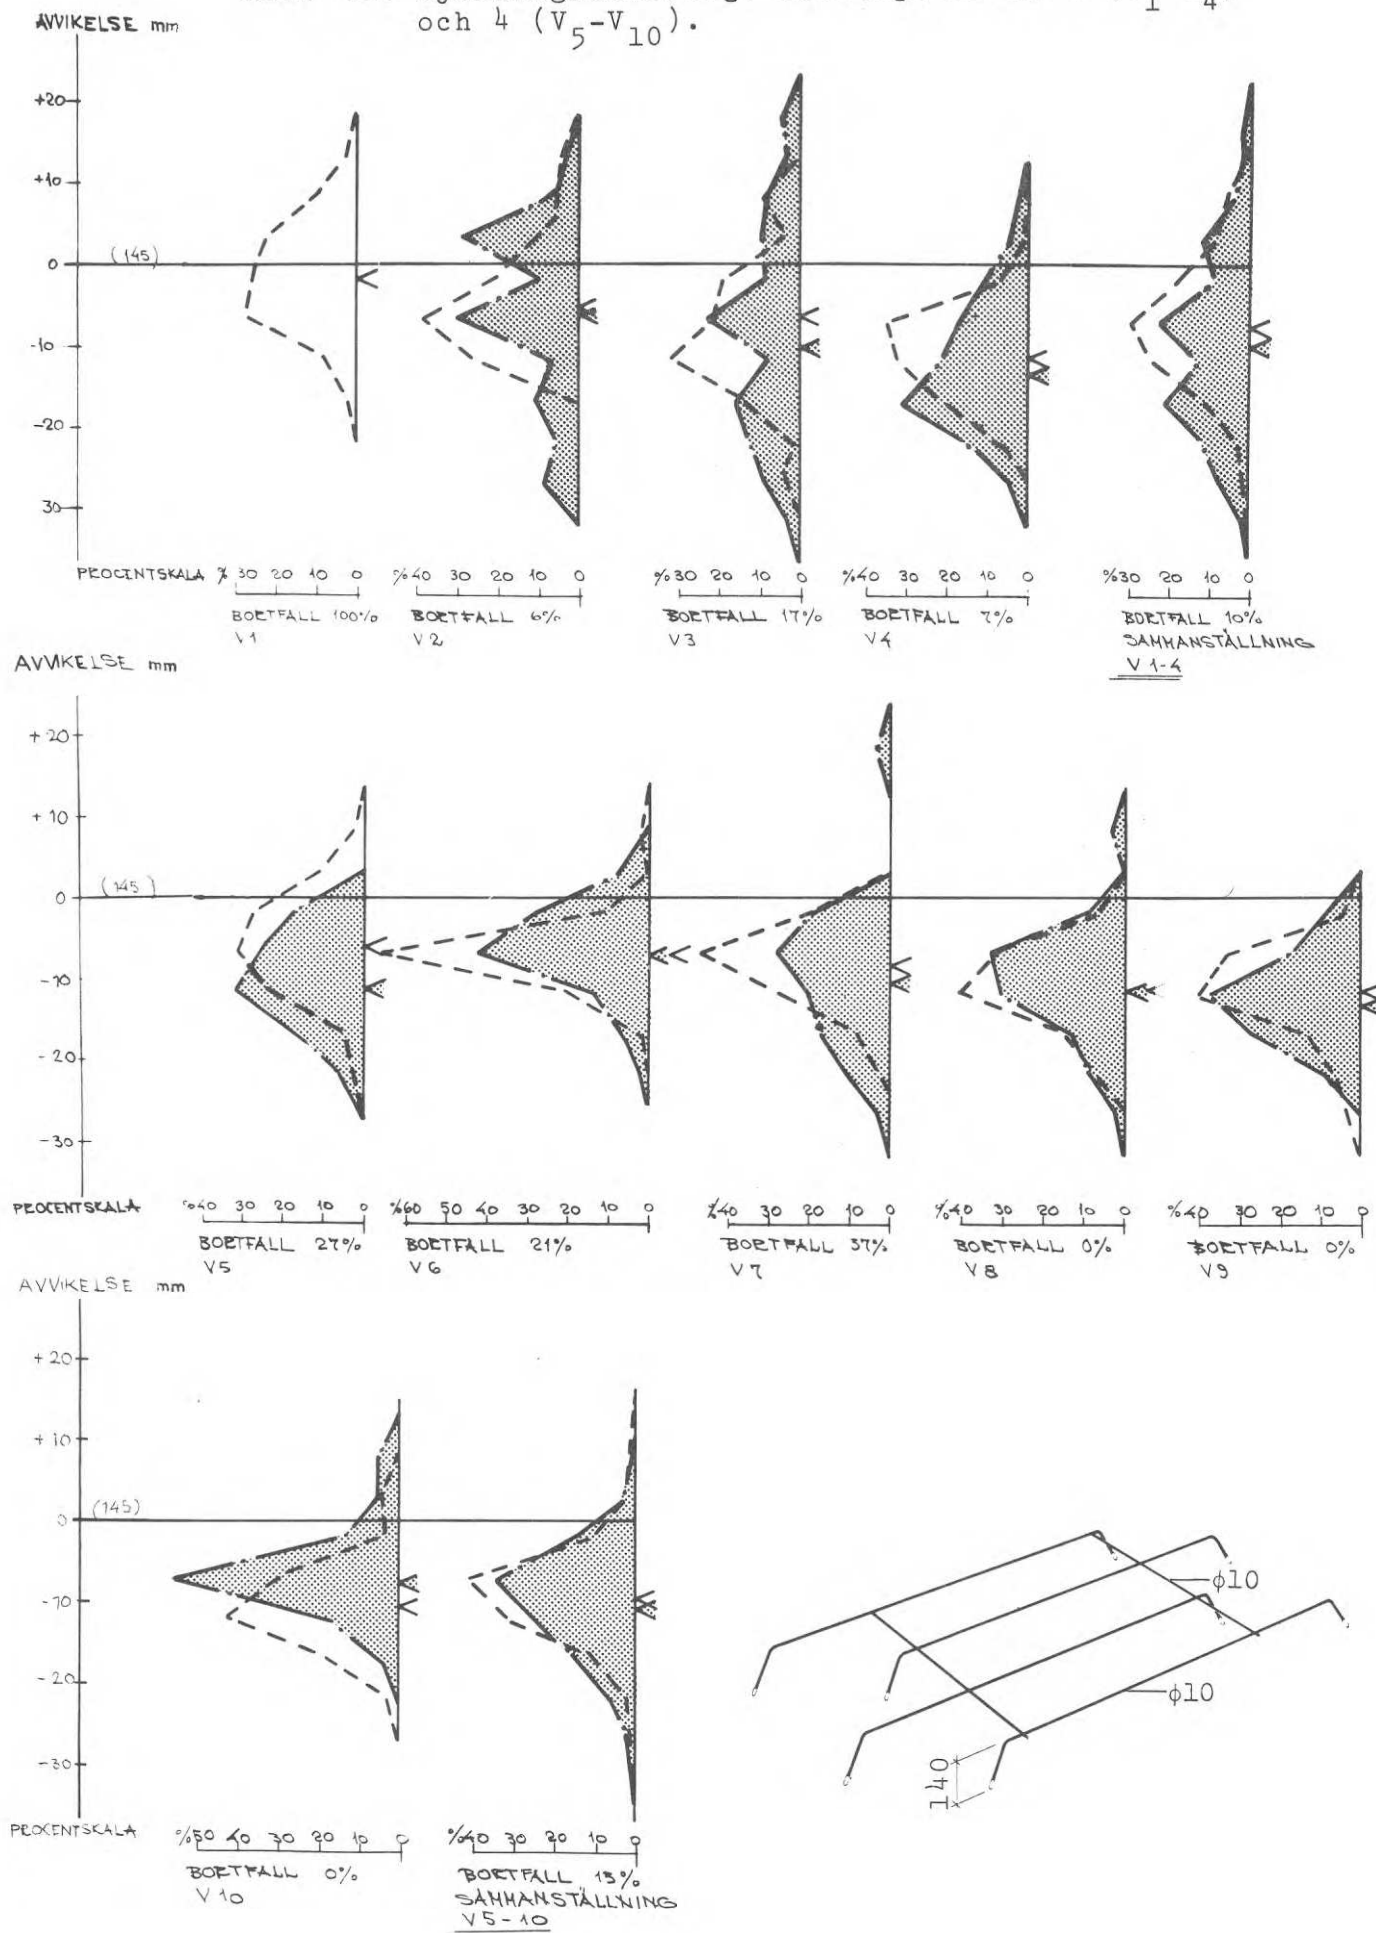 och 4 (V5-V10).
AVVIKELSE mm
+20
+10
(145)
0
-10
-20
30
PROCENTSKALA % 30 20 10 0
% 40 30 20 10 0
% 30 20 10 0
% 40 30 20 10 0
% 30 20 10 0
BORTFALL 100%
V1
BORTFALL 6%
V2
BORTFALL 17%
V3
BORTFALL 7%
V4
BORTFALL 10%
SAMMANSTÄLLNING
V 1-4
AVVIKELSE mm
+20
+10
(145)
0
-10
-20
-30
PROCENTSKALA % 40 30 20 10 0
% 60 50 40 30 20 10 0
% 40 30 20 10 0
% 40 30 20 10 0
% 40 30 20 10 0
BORTFALL 27%
V5
BORTFALL 21%
V6
BORTFALL 37%
V7
BORTFALL 0%
V8
BORTFALL 0%
V9
AVVIKELSE mm
+20
+10
(145)
0
-10
-20
-30
PROCENTSKALA % 50 40 30 20 10 0
% 40 30 20 10 0
BORTFALL 0%
V10
BORTFALL 15%
SAMMANSTÄLLNING
V5-10
φ10
φ10
140